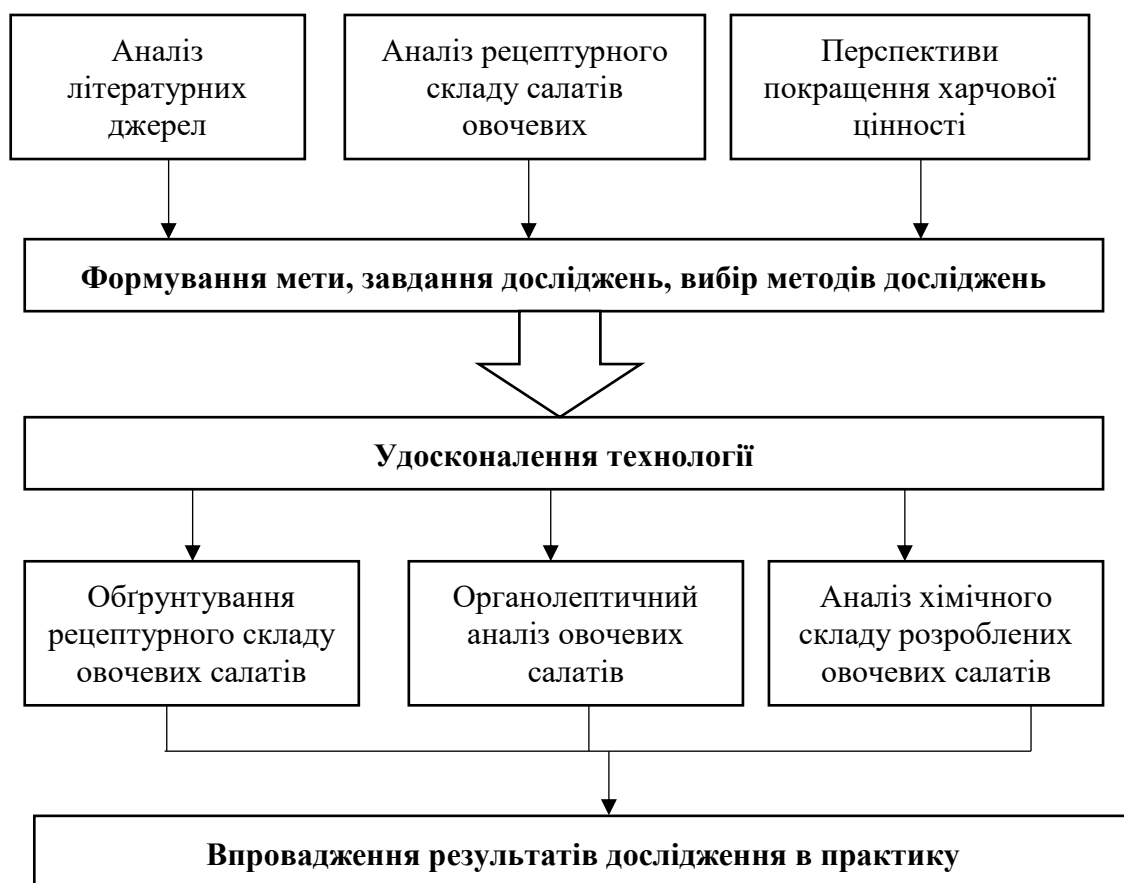 Аналіз
літературних
джерел
Аналіз рецептурного
складу салатів
овочевих
Перспективи
покращення харчової
цінності
Формування мети, завдання досліджень, вибір методів досліджень
Удосконалення технології
Обґрунтування
рецептурного складу
овочевих салатів
Органолептичний
аналіз овочевих
салатів
Аналіз хімічного
складу розроблених
овочевих салатів
Впровадження результатів дослідження в практику